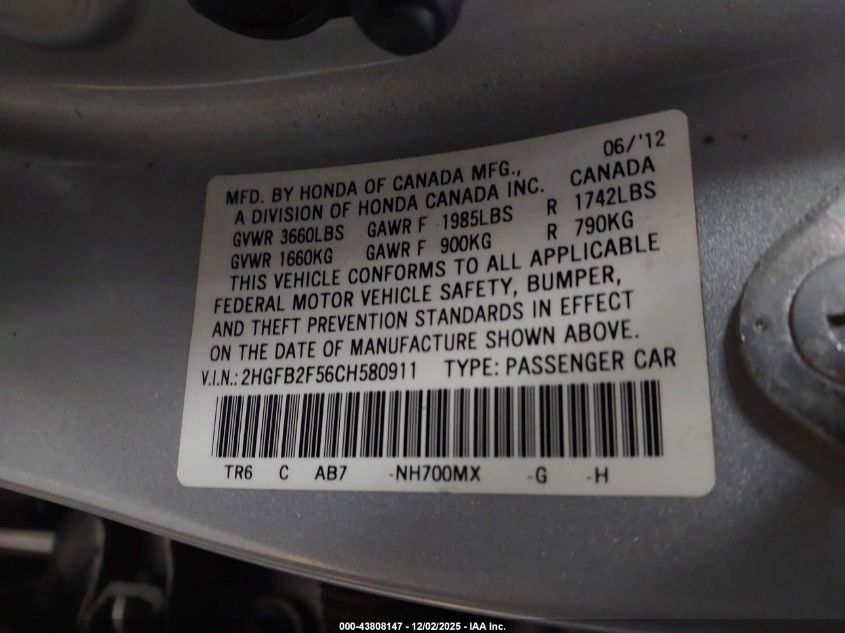 06/'12
MFD. BY HONDA OF CANADA MFG., CANADA
A DIVISION OF HONDA CANADA INC.
GVWR 3660LBS GAWR F 1985LBS R 1742LBS
GVWR 1660KG GAWR F 900KG R 790KG
THIS VEHICLE CONFORMS TO ALL APPLICABLE
FEDERAL MOTOR VEHICLE SAFETY, BUMPER,
AND THEFT PREVENTION STANDARDS IN EFFECT
ON THE DATE OF MANUFACTURE SHOWN ABOVE.
V.I.N.: 2HGFB2F56CH580911 TYPE: PASSENGER CAR
TR6 C AB7 -NH700MX -G -H
000-43808147 - 12/02/2025 - IAA Inc.